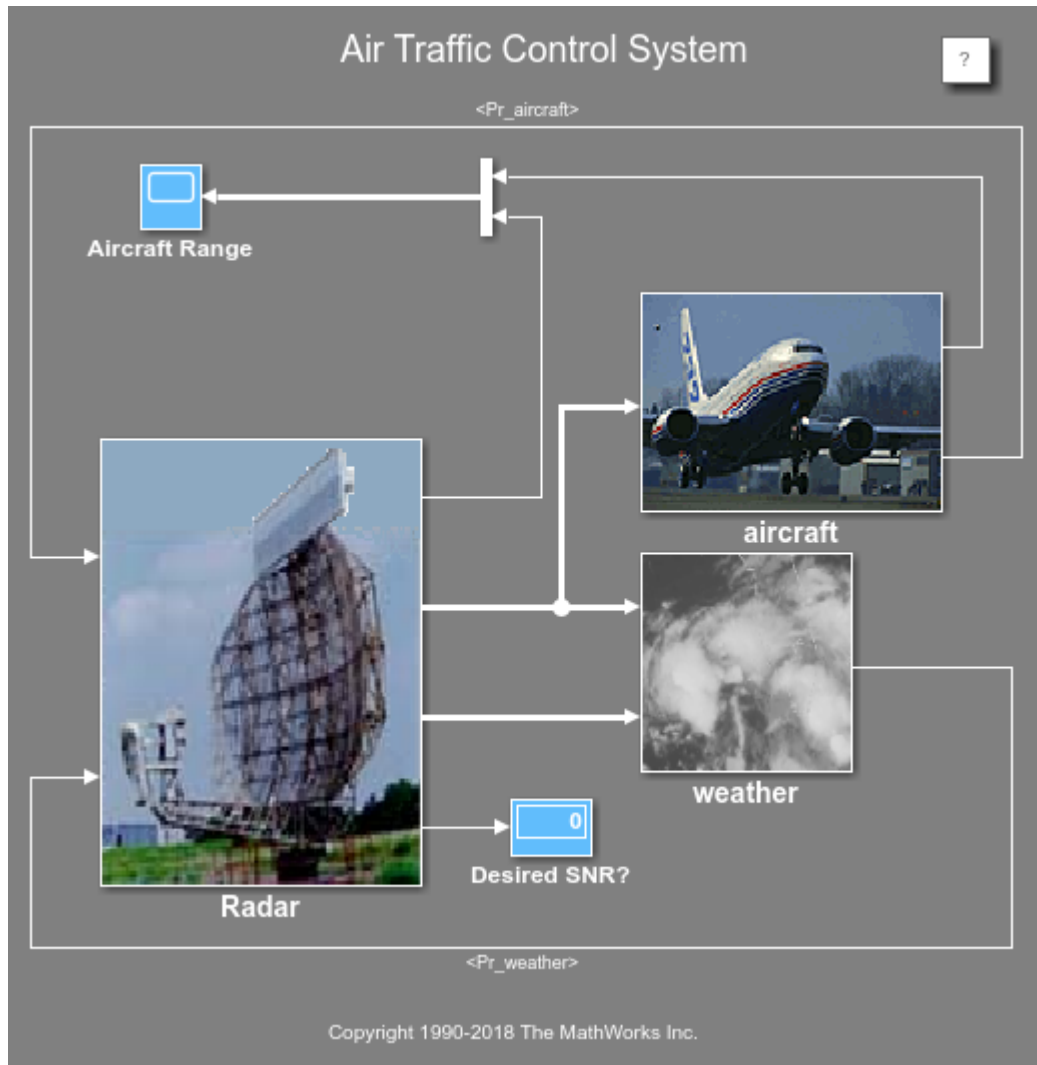 Air Traffic Control System
?
<Pr_aircraft>
Aircraft Range
aircraft
weather
0
Desired SNR?
Radar
<Pr_weather>
Copyright 1990-2018 The MathWorks Inc.